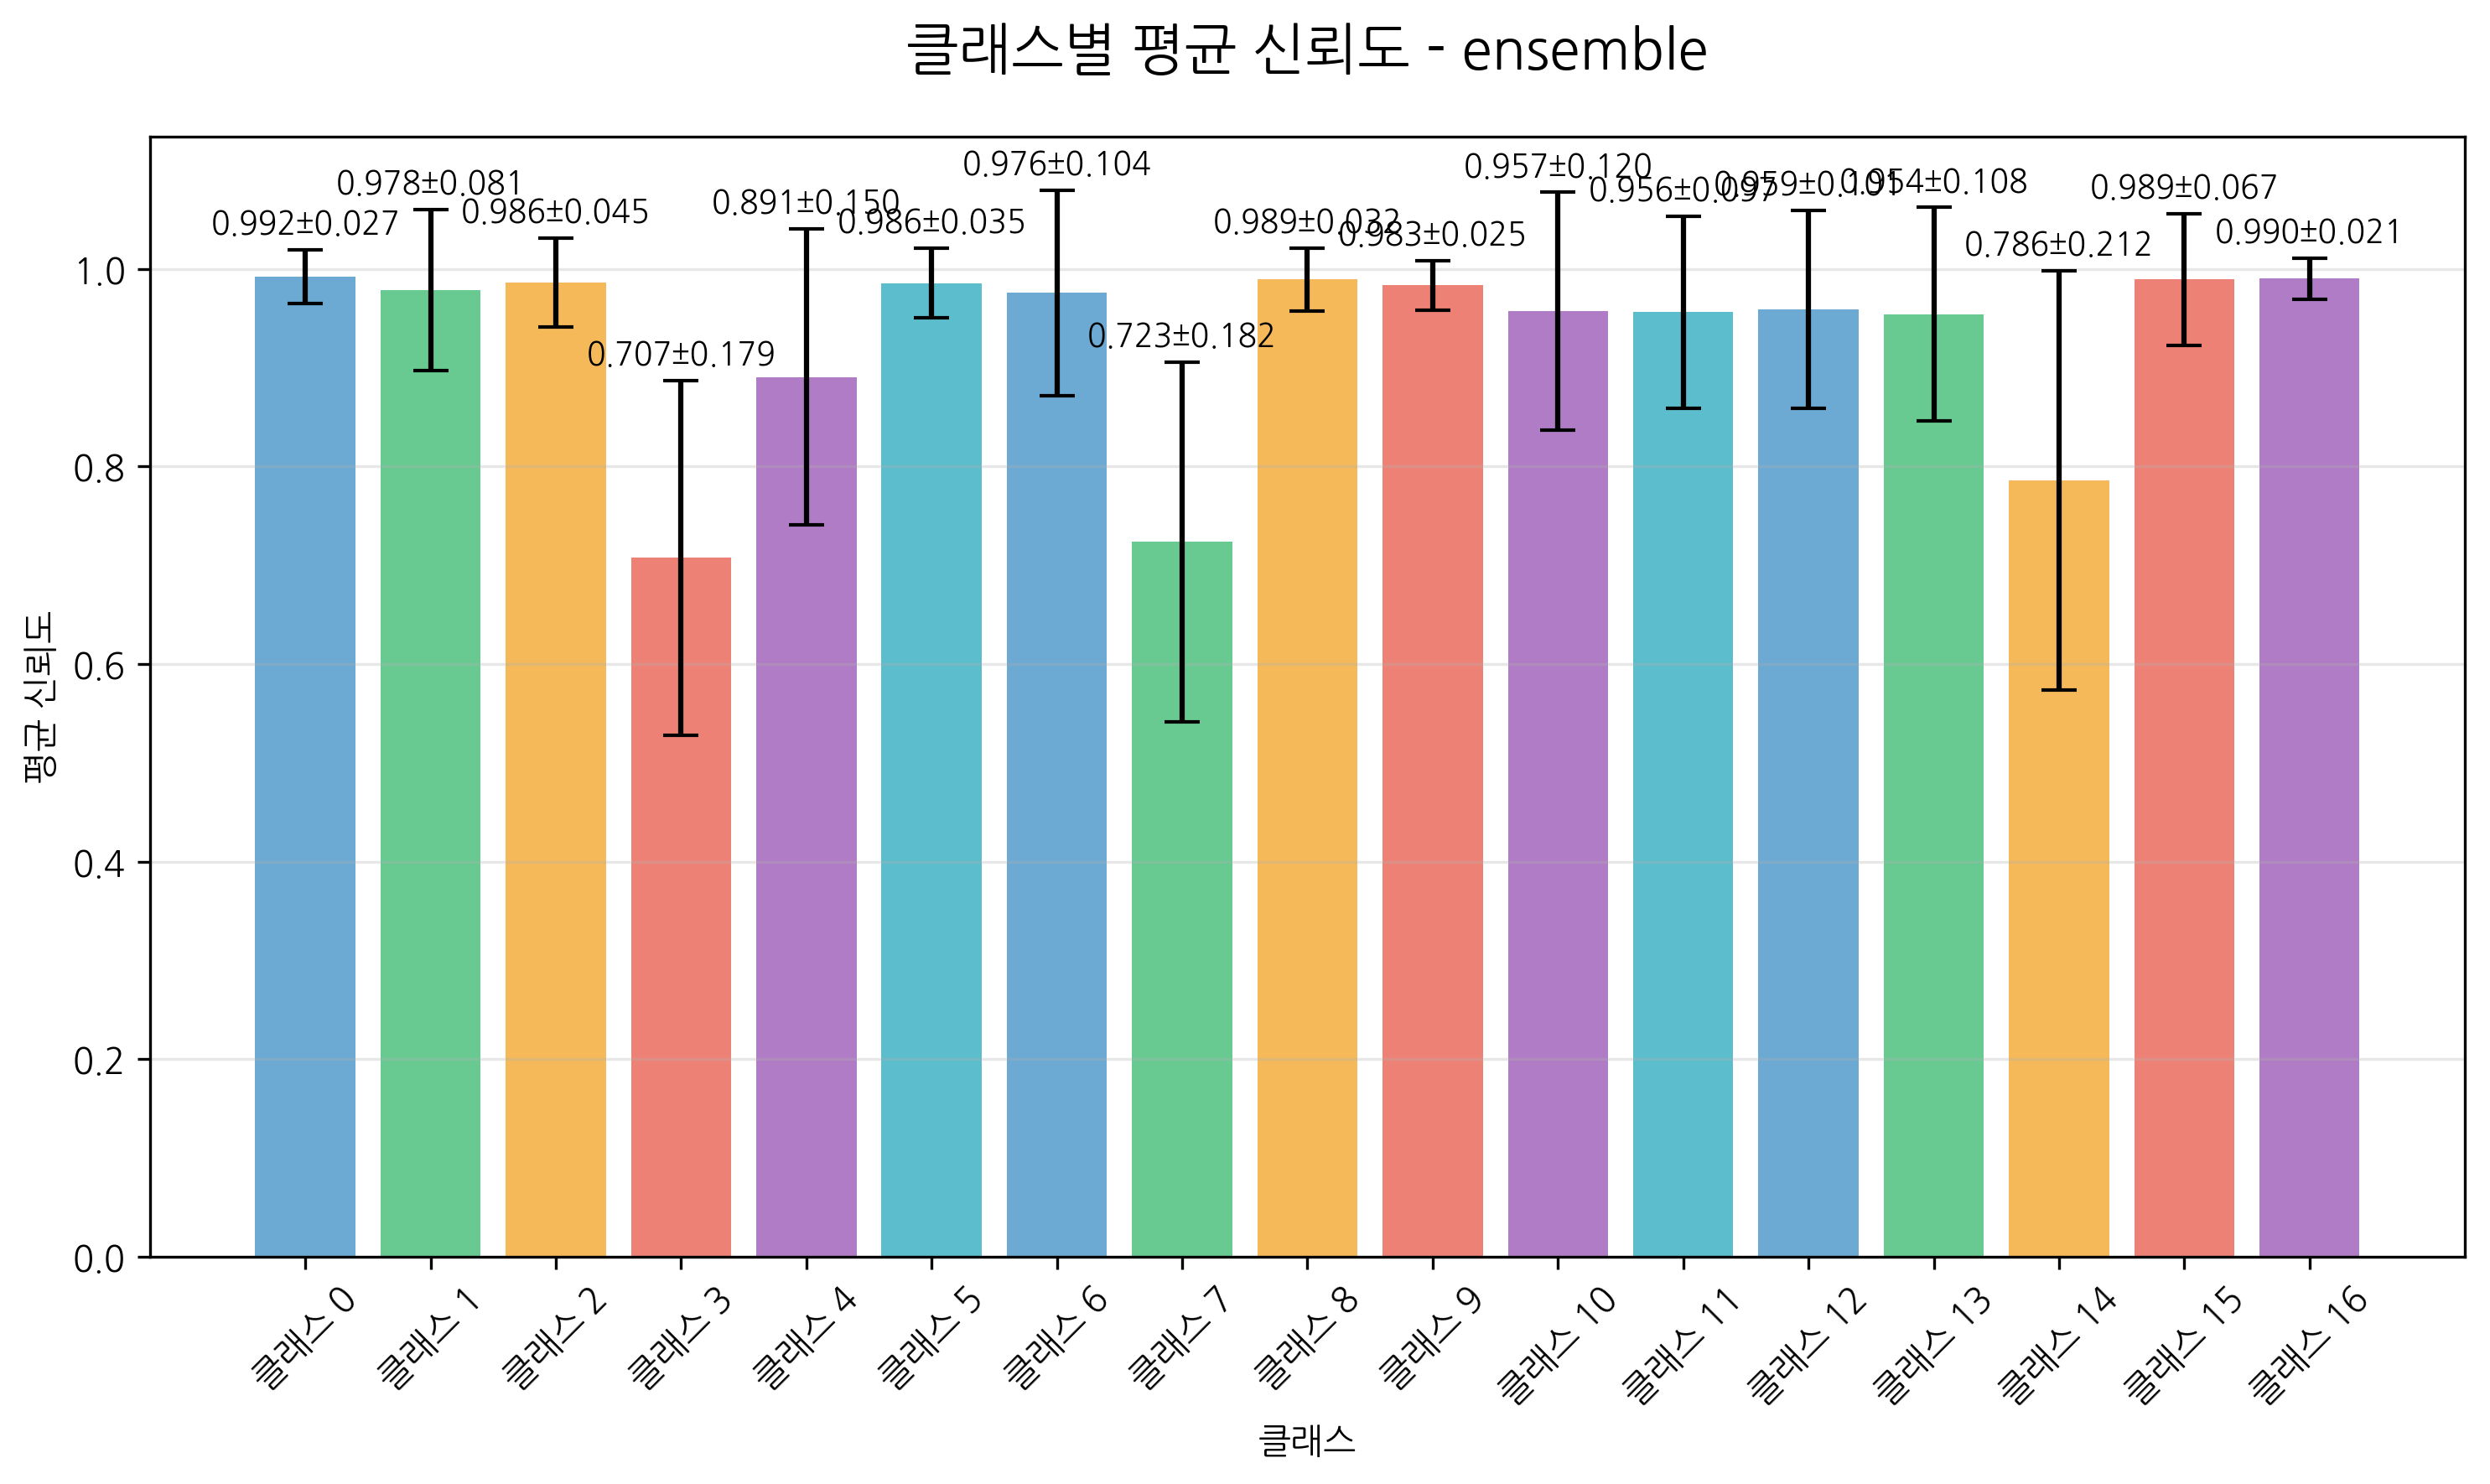 클래스별 평균 신뢰도 - ensemble
평균 신뢰도
1.0
0.8
0.6
0.4
0.2
0.0
0.992±0.027
0.978±0.081
0.986±0.045
0.707±0.179
0.891±0.150
0.986±0.035
0.976±0.104
0.723±0.182
0.989±0.032
0.983±0.025
0.957±0.120
0.956±0.097
0.959±0.101
0.954±0.108
0.786±0.212
0.989±0.067
0.990±0.021
클래스 0
클래스 1
클래스 2
클래스 3
클래스 4
클래스 5
클래스 6
클래스 7
클래스 8
클래스 9
클래스 10
클래스 11
클래스 12
클래스 13
클래스 14
클래스 15
클래스 16
클래스